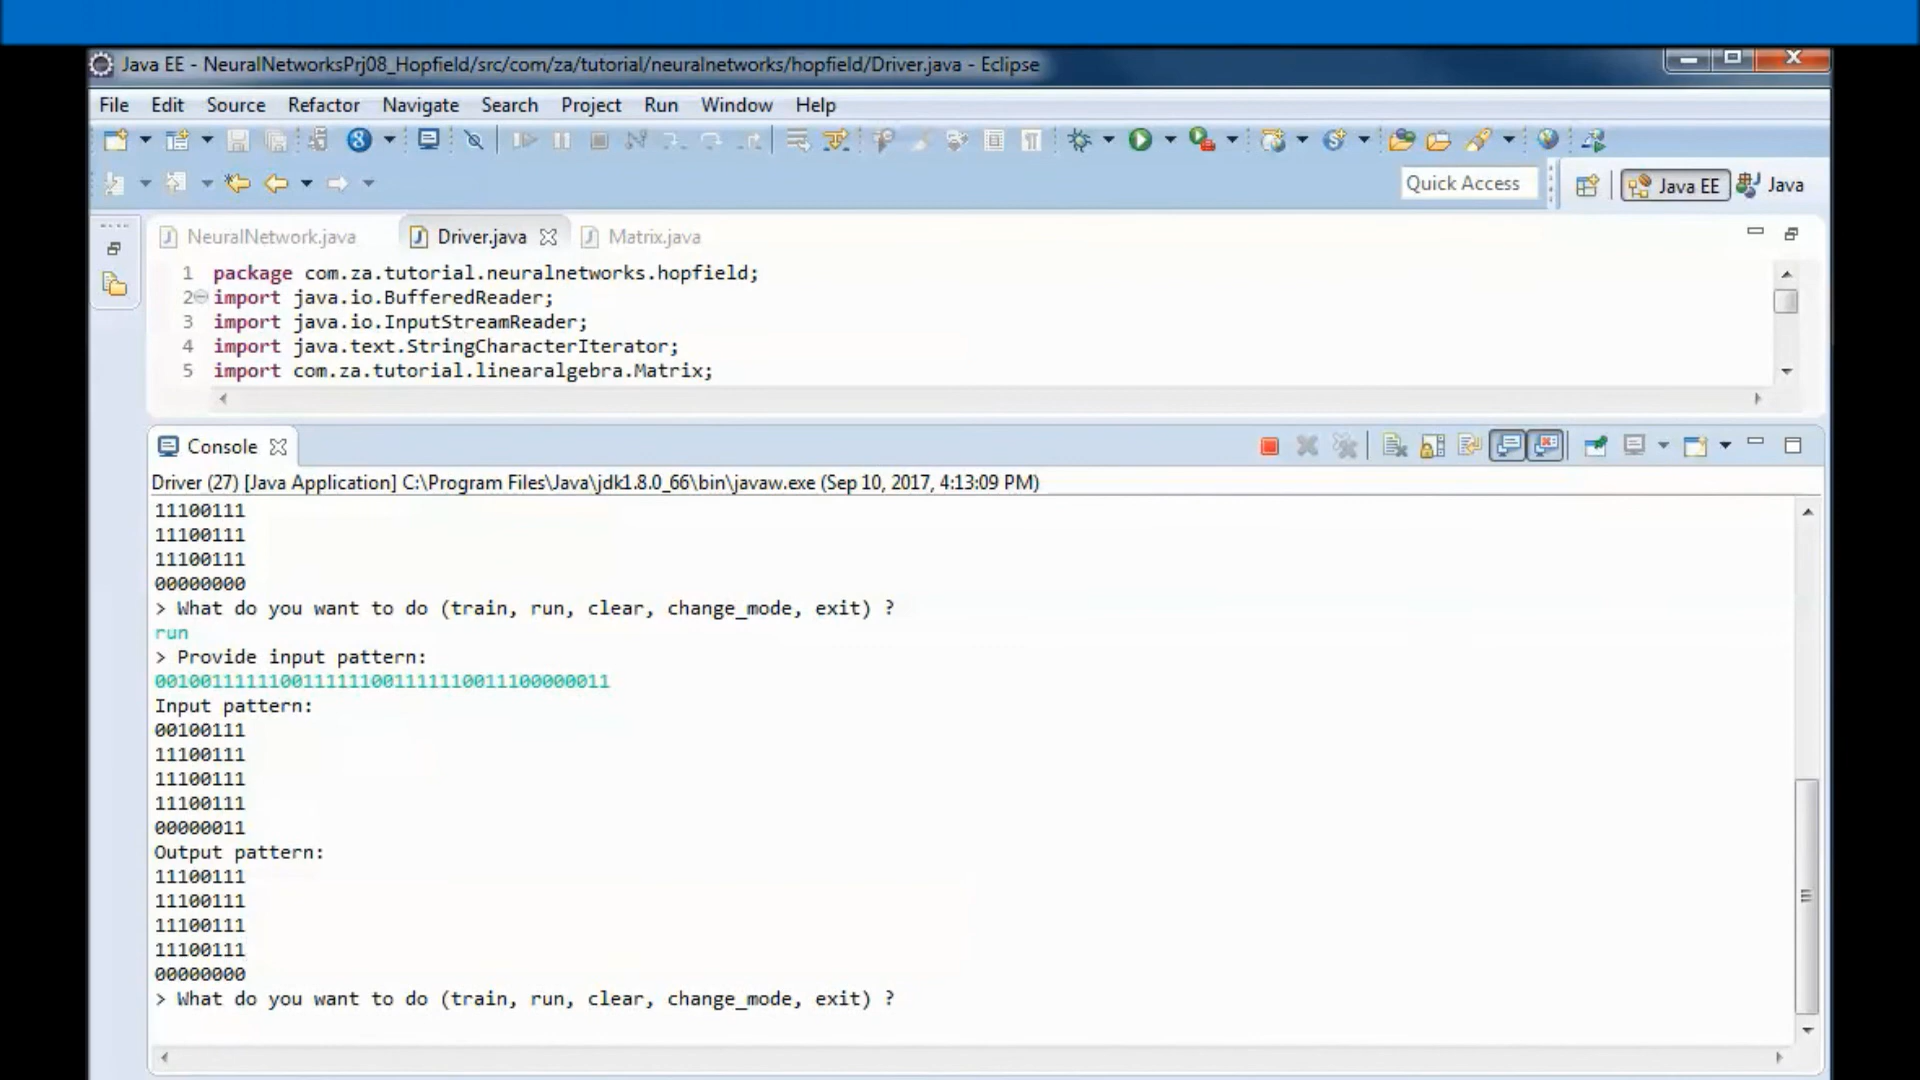 Java EE - NeuralNetworksPrj08_Hopfield/src/com/za/tutorial/neuralnetworks/hopfield/Driver.java - Eclipse
File Edit Source Refactor Navigate Search Project Run Window Help
Quick Access Java EE Java
NeuralNetwork.java Driver.java Matrix.java
1 package com.za.tutorial.neuralnetworks.hopfield;
2 import java.io.BufferedReader;
3 import java.io.InputStreamReader;
4 import java.text.StringCharacterIterator;
5 import com.za.tutorial.linearalgebra.Matrix;
Console
Driver (27) [Java Application] C:\Program Files\Java\jdk1.8.0_66\bin\javaw.exe (Sep 10, 2017, 4:13:09 PM)
11100111
11100111
11100111
00000000
> What do you want to do (train, run, clear, change_mode, exit) ?
run
> Provide input pattern:
0010011111100111111001111110011100000011
Input pattern:
00100111
11100111
11100111
11100111
00000011
Output pattern:
11100111
11100111
11100111
11100111
00000000
> What do you want to do (train, run, clear, change_mode, exit) ?